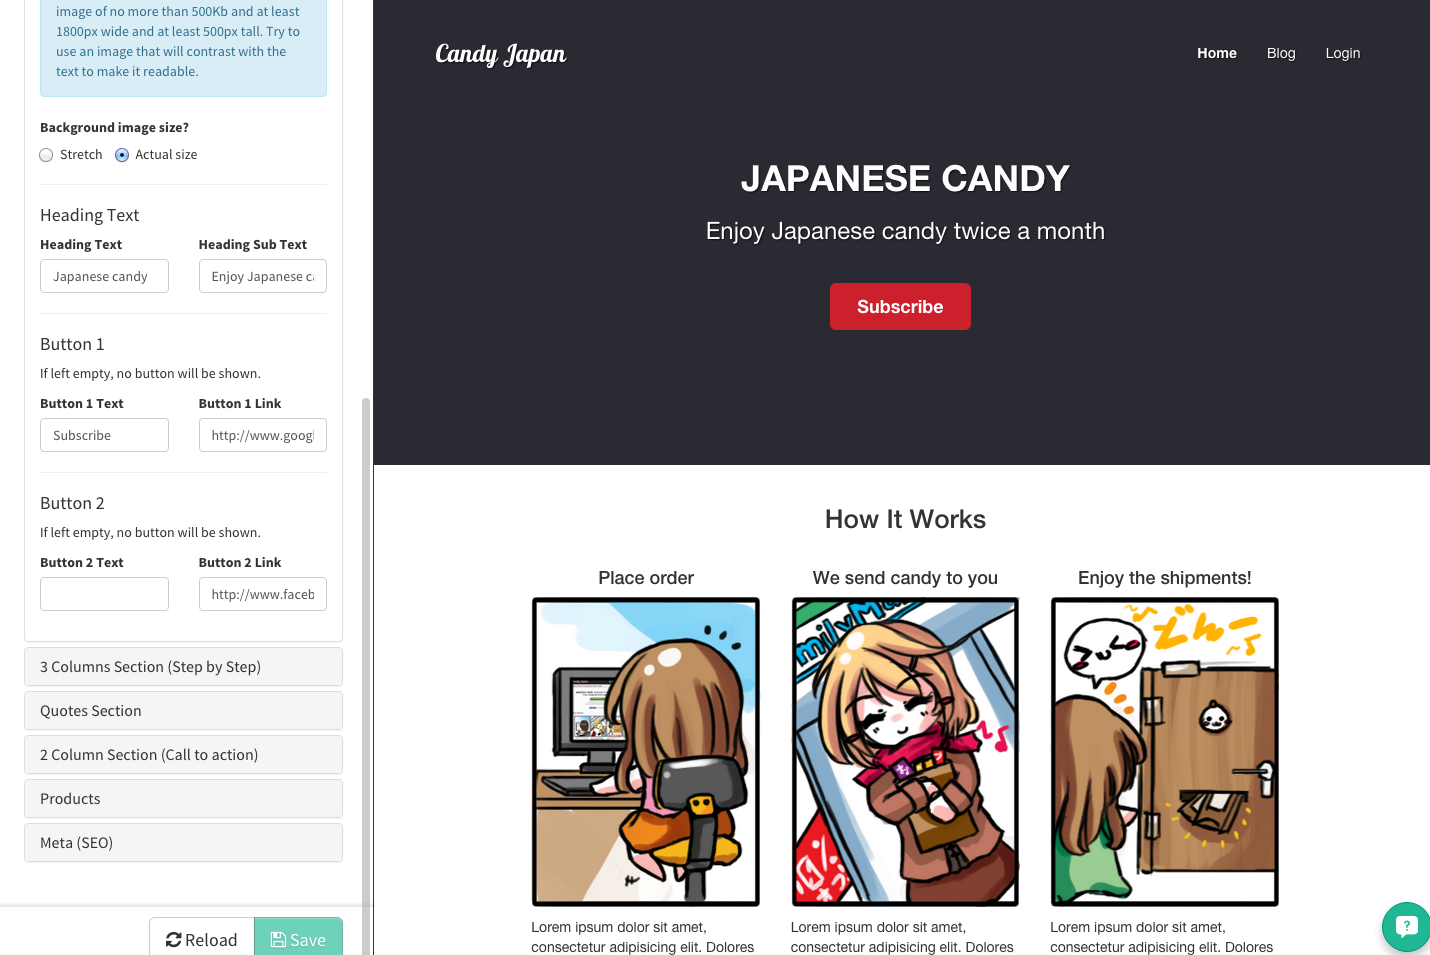 image of no more than 500Kb and at least
1800px wide and at least 500px tall. Try to
use an image that will contrast with the
text to make it readable.
Background image size?
Stretch Actual size
Heading Text
Heading Text Heading Sub Text
Japanese candy Enjoy Japanese ca
Button 1
If left empty, no button will be shown.
Button 1 Text Button 1 Link
Subscribe http://www.googl
Button 2
If left empty, no button will be shown.
Button 2 Text Button 2 Link
http://www.faceb
3 Columns Section (Step by Step)
Quotes Section
2 Column Section (Call to action)
Products
Meta (SEO)
Reload Save
Candy Japan
Home Blog Login
JAPANESE CANDY
Enjoy Japanese candy twice a month
Subscribe
How It Works
Place order We send candy to you Enjoy the shipments!
Lorem ipsum dolor sit amet,
consectetur adipisicing elit. Dolores
Lorem ipsum dolor sit amet,
consectetur adipisicing elit. Dolores
Lorem ipsum dolor sit amet,
consectetur adipisicing elit. Dolores